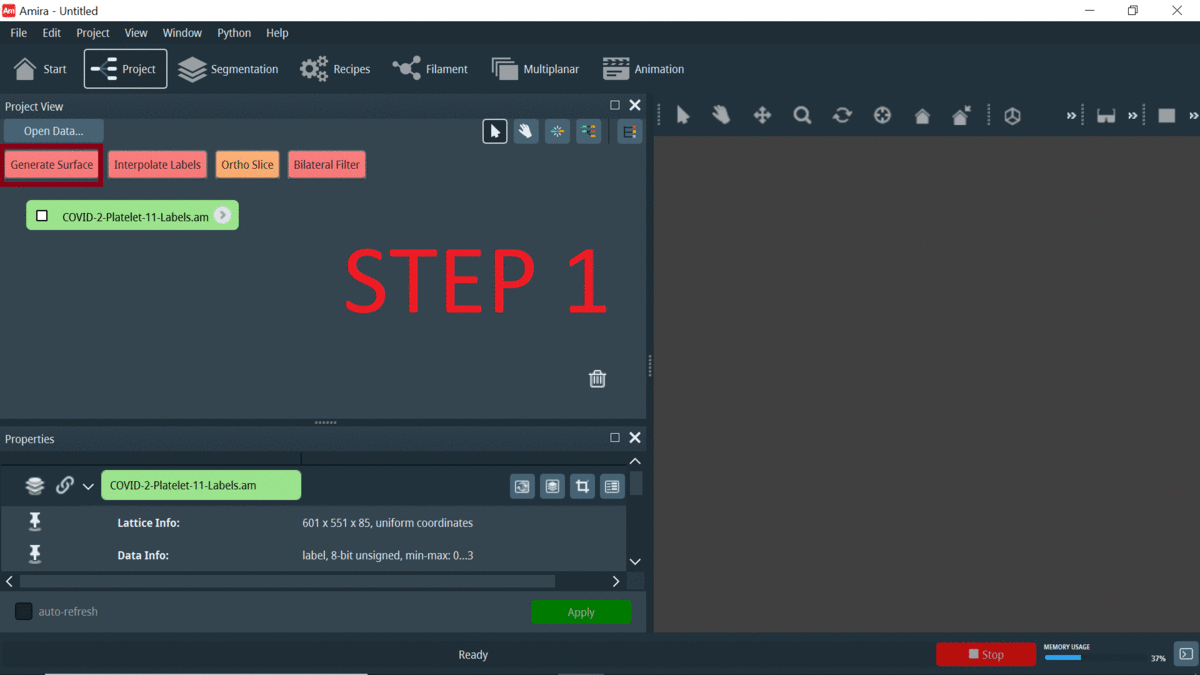 Am Amira - Untitled
File Edit Project View Window Python Help
Start Project Segmentation Recipes Filament Multiplanar Animation
Project View
Open Data...
Generate Surface Interpolate Labels Ortho Slice Bilateral Filter
COVID-2-Platelet-11-Labels.am
STEP 1
Properties
COVID-2-Platelet-11-Labels.am
Lattice Info: 601 x 551 x 85, uniform coordinates
Data Info: label, 8-bit unsigned, min-max: 0...3
auto-refresh Apply
Ready Stop MEMORY USAGE 37%